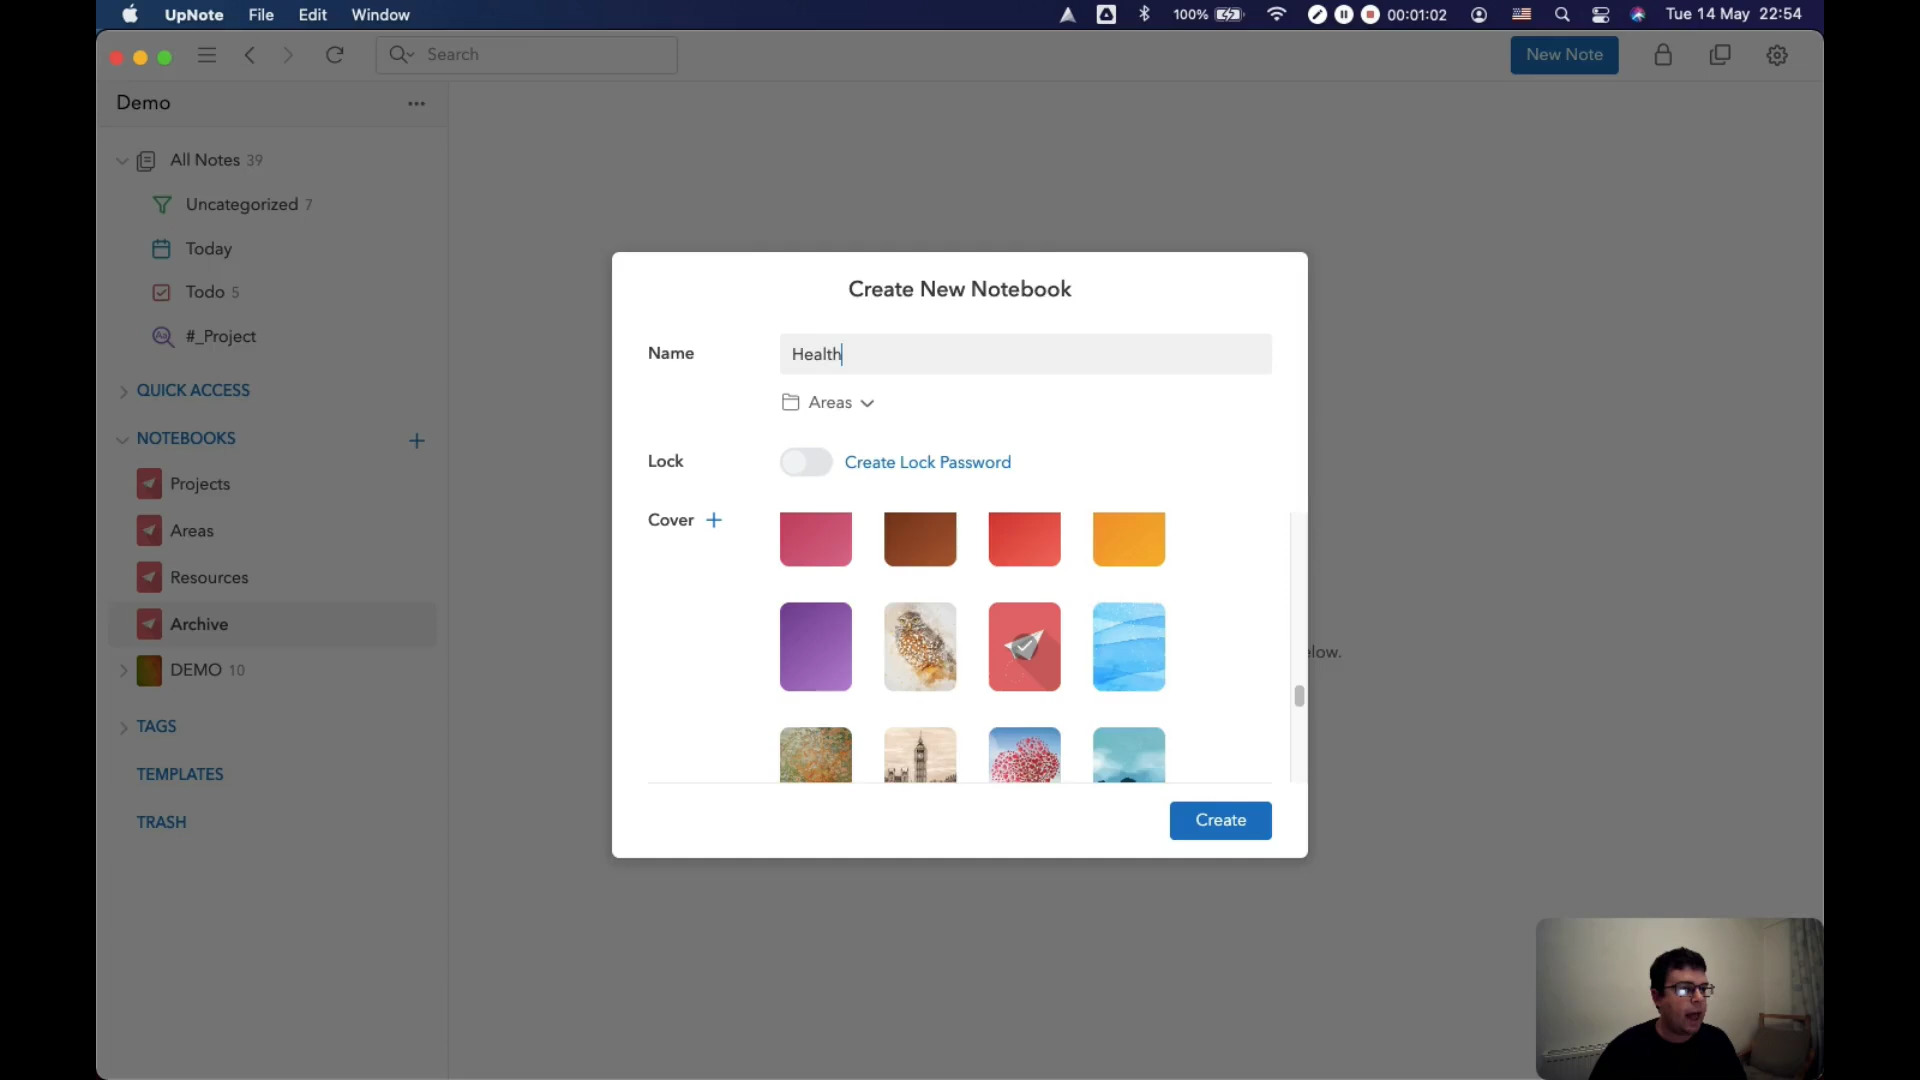 UpNote File Edit Window 100% 00:01:02 Tue 14 May 22:54
Search New Note
Demo
All Notes 39
Uncategorized 7
Today
Todo 5
#_Project
QUICK ACCESS
NOTEBOOKS
Projects
Areas
Resources
Archive
DEMO 10
TAGS
TEMPLATES
TRASH
Create New Notebook
Name Health
Areas
Lock Create Lock Password
Cover
Create
elow.